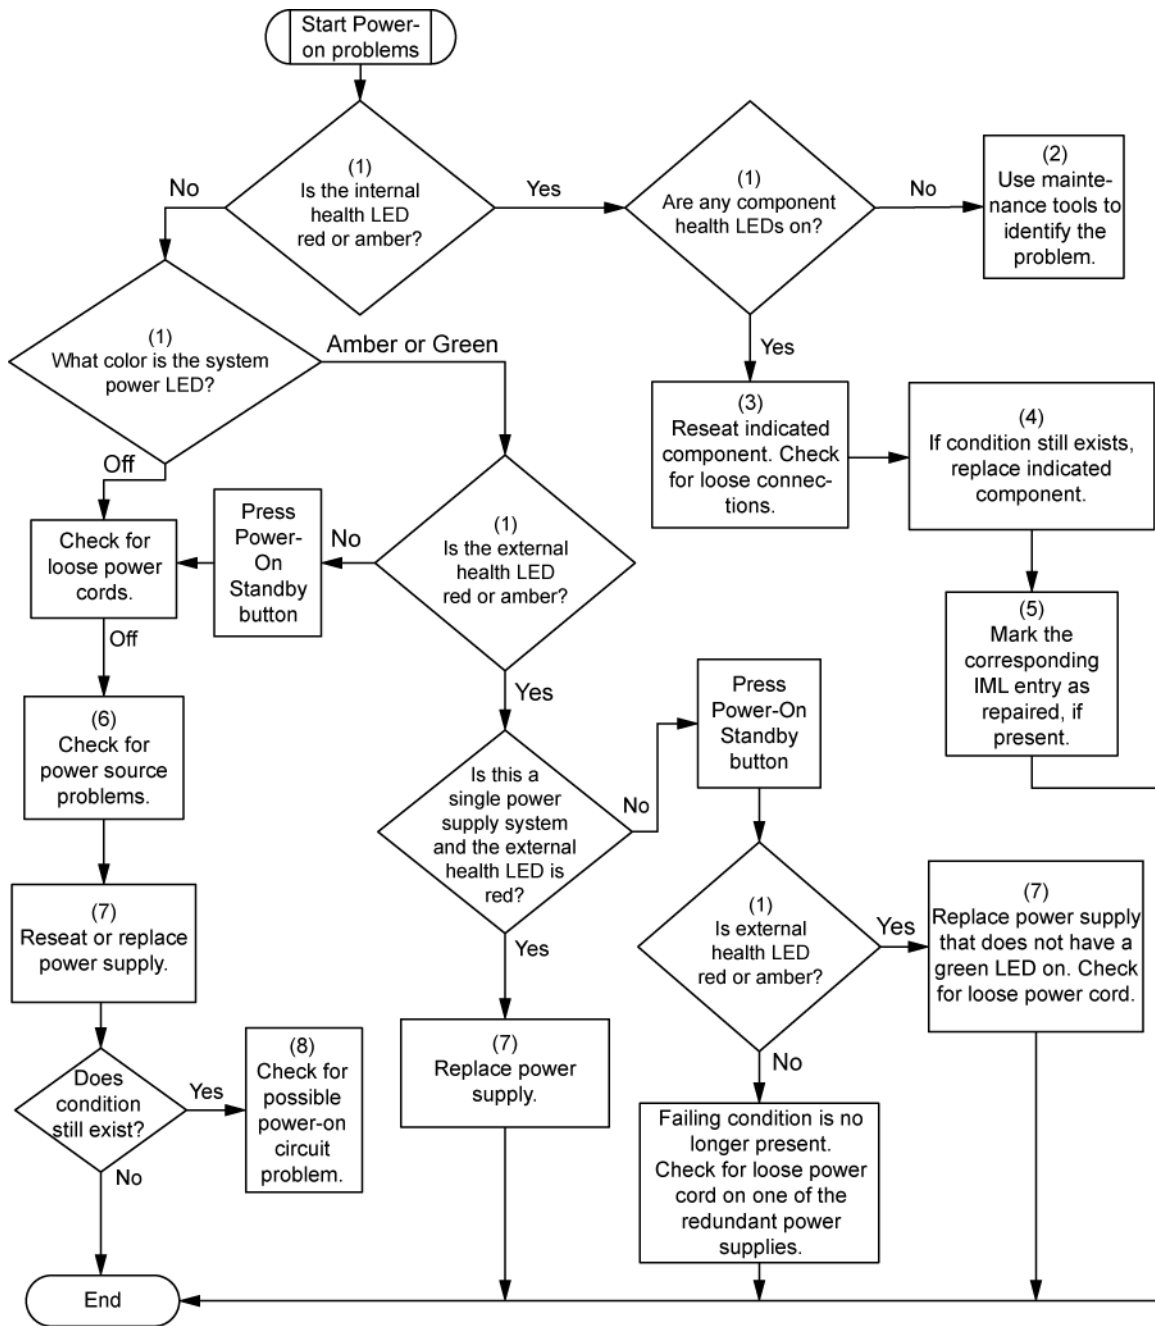 Start Power-
on problems
(1)
Is the internal
health LED
red or amber?
No
Yes
(1)
Are any component
health LEDs on?
No
(2)
Use mainte-
nance tools to
identify the
problem.
(1)
What color is the system
power LED?
Amber or Green
Off
Yes
(3)
Reseat indicated
component. Check
for loose connec-
tions.
(4)
If condition still exists,
replace indicated
component.
Check for
loose power
cords.
Press
Power-
On
Standby
button
No
(1)
Is the external
health LED
red or amber?
Off
Yes
(5)
Mark the
corresponding
IML entry as
repaired, if
present.
(6)
Check for
power source
problems.
Is this a
single power
supply system
and the external
health LED is
red?
No
Press
Power-On
Standby
button
Yes
(7)
Reseat or replace
power supply.
(1)
Is external
health LED
red or amber?
Yes
(7)
Replace power supply
that does not have a
green LED on. Check
for loose power cord.
No
Does
condition
still exist?
Yes
No
(8)
Check for
possible
power-on
circuit
problem.
(7)
Replace power
supply.
Failing condition is no
longer present.
Check for loose power
cord on one of the
redundant power
supplies.
End